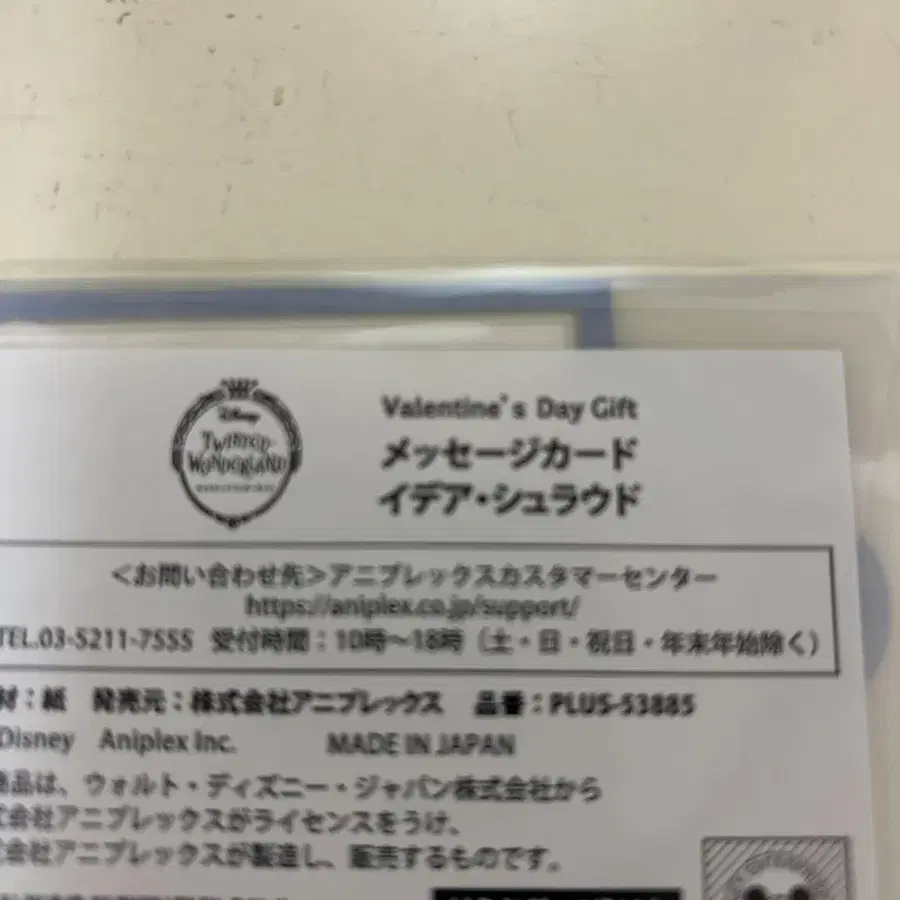 Disney
TWISTED-
WONDERLAND
Valentine's Day Gift
メッセージカード
イデア・シュラウド
＜お問い合わせ先＞アニプレックスカスタマーセンター
https://aniplex.co.jp/support/
TEL.03-5211-7555 受付時間：10時～18時（土・日・祝日・年末年始除く）
材：紙 発売元：株式会社アニプレックス 品番：PLUS-53885
Disney Aniplex Inc. MADE IN JAPAN
商品は、ウォルト・ディズニー・ジャパン株式会社から
式会社アニプレックスがライセンスをうけ、
式会社アニプレックスが製造し、販売するものです。